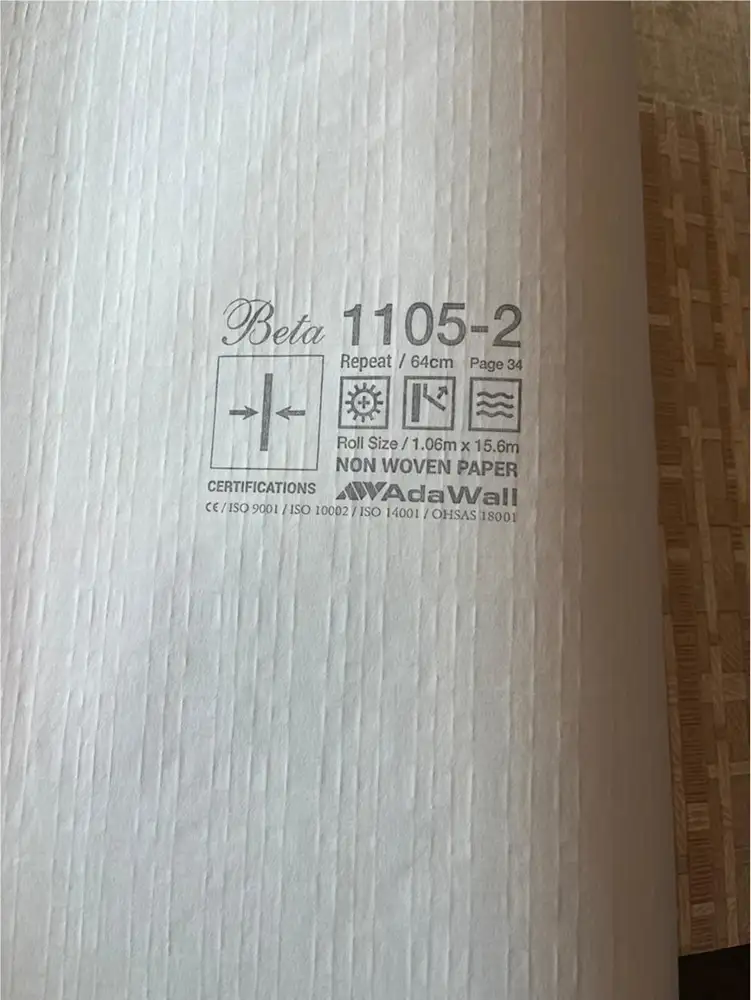 Beta 1105-2
Repeat / 64cm Page 34
Roll Size / 1.06m x 15.6m
NON WOVEN PAPER
CERTIFICATIONS AdaWall
CE / ISO 9001 / ISO 10002 / ISO 14001 / OHSAS 18001